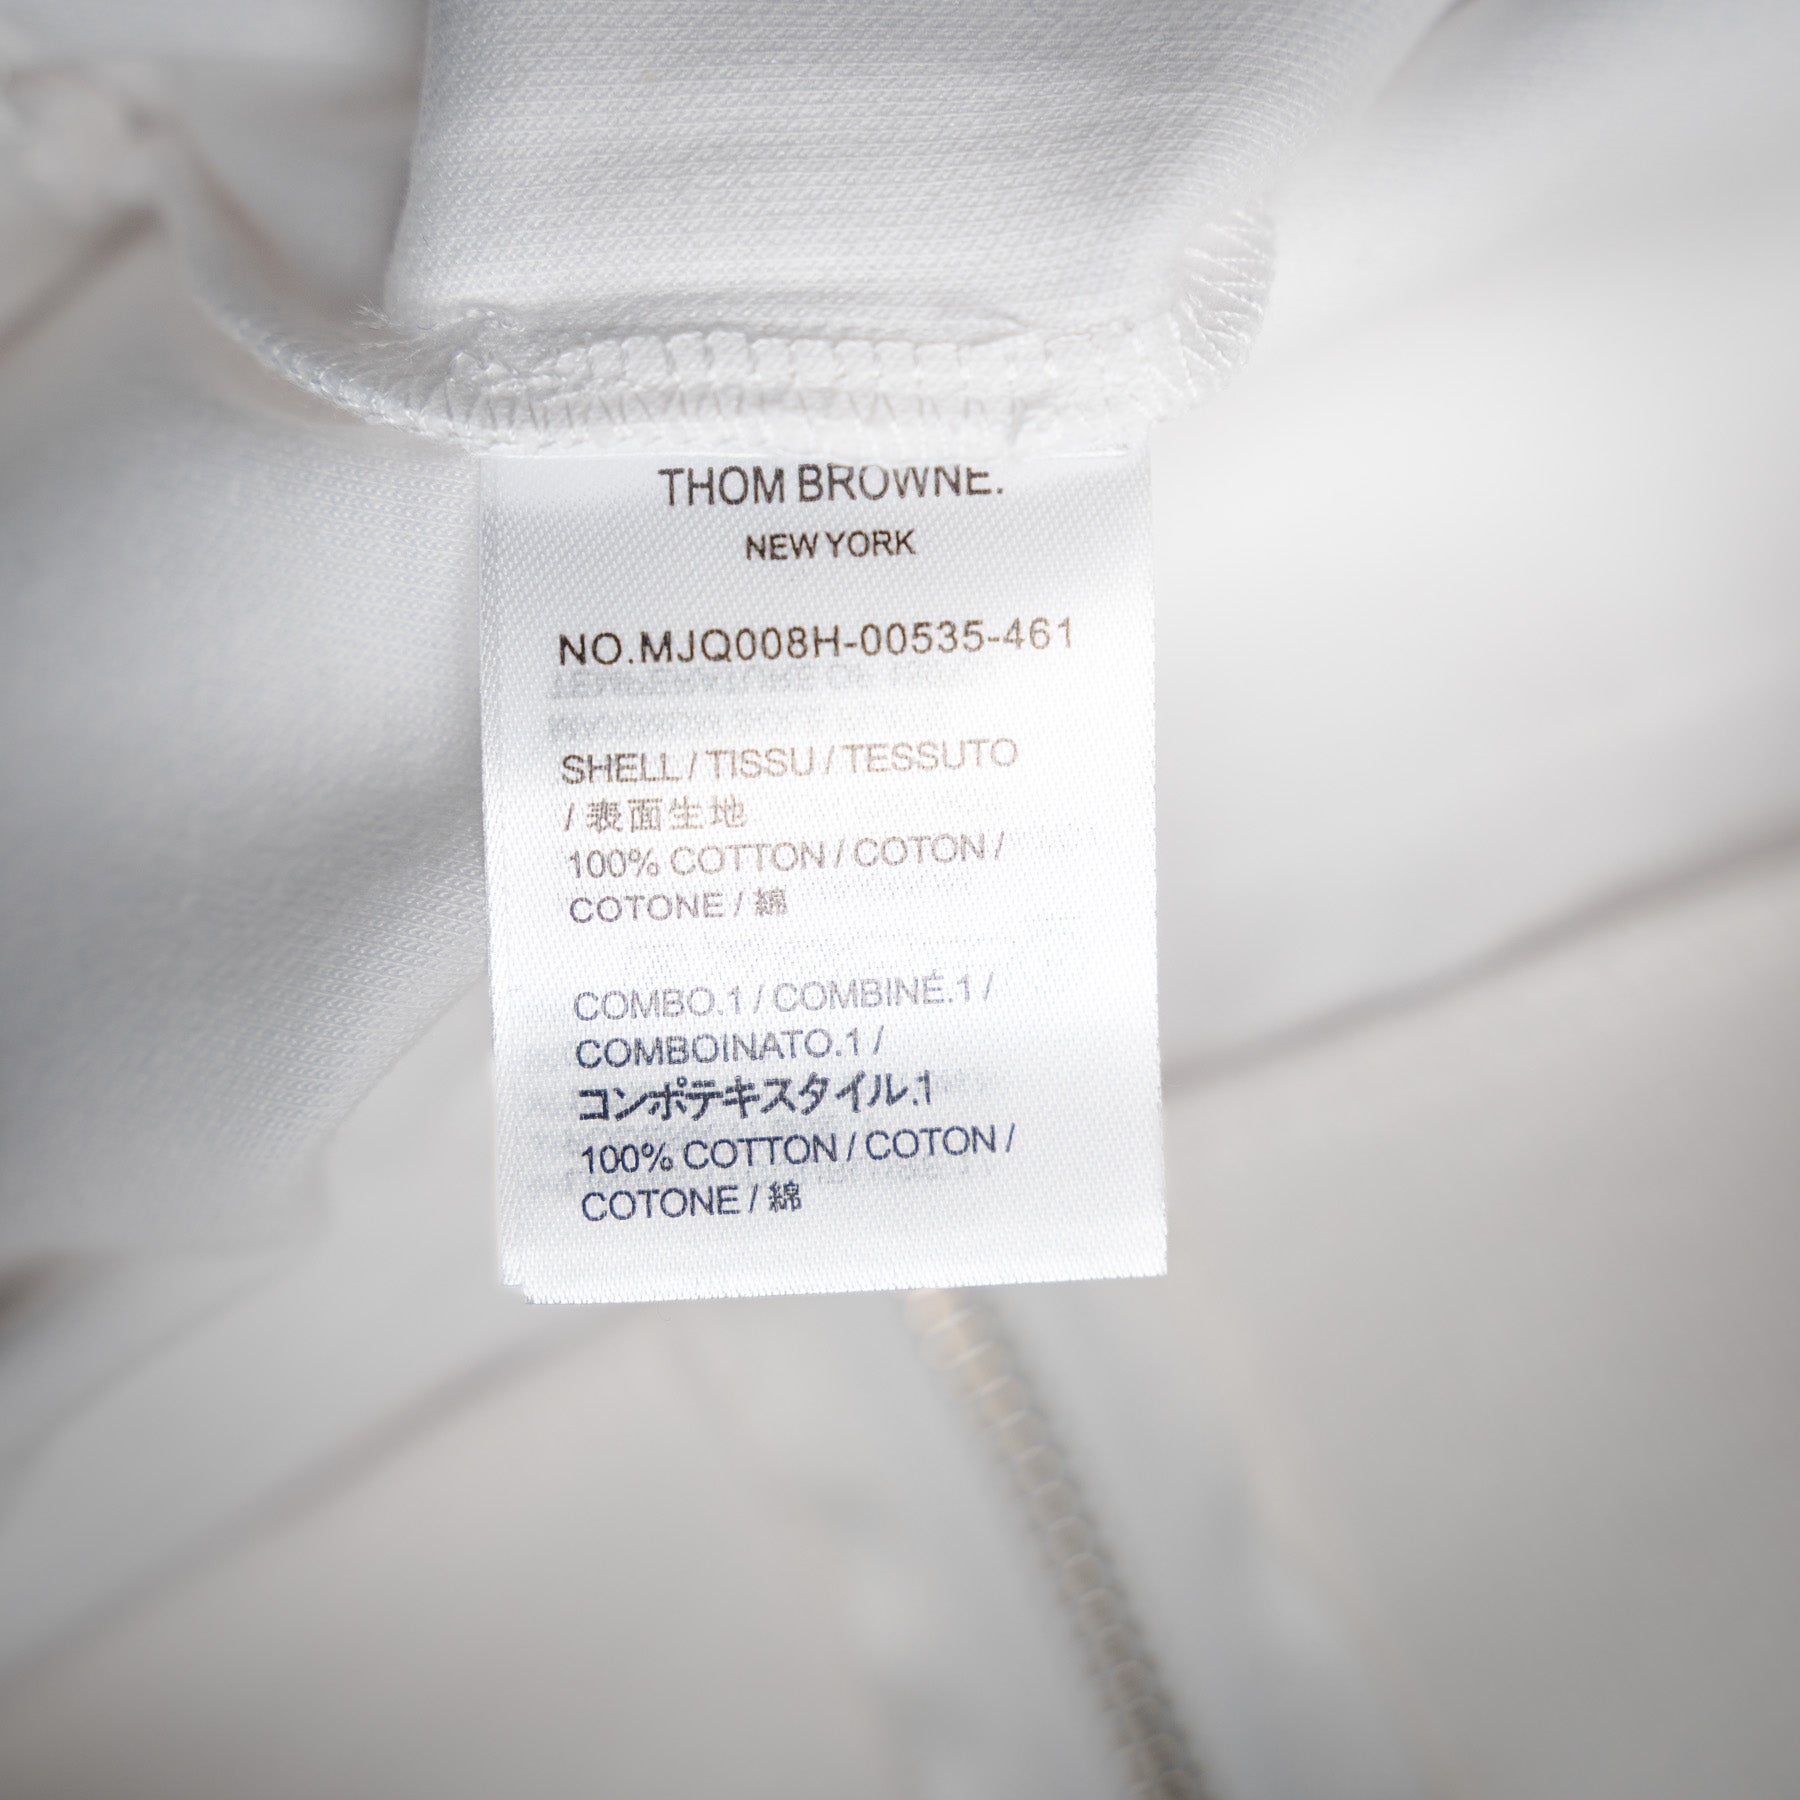 THOM BROWNE.
NEW YORK
NO.MJQ008H-00535-461
SHELL / TISSU / TESSUTO
/ 表面生地
100% COTTON / COTON /
COTONE / 綿
COMBO.1 / COMBINÉ.1 /
COMBOINATO.1 /
コンポテキスタイル.1
100% COTTON / COTON /
COTONE / 綿